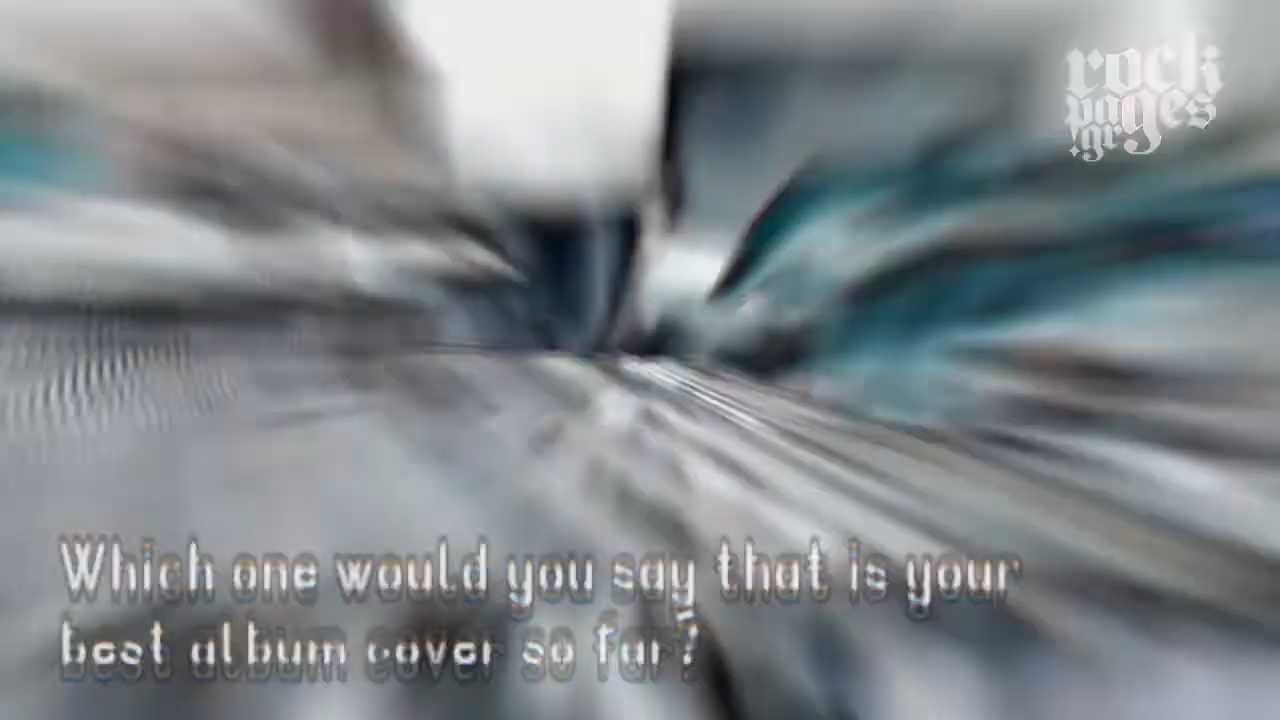 rock
pages
.gr
Which one would you say that is your
best album cover so far?